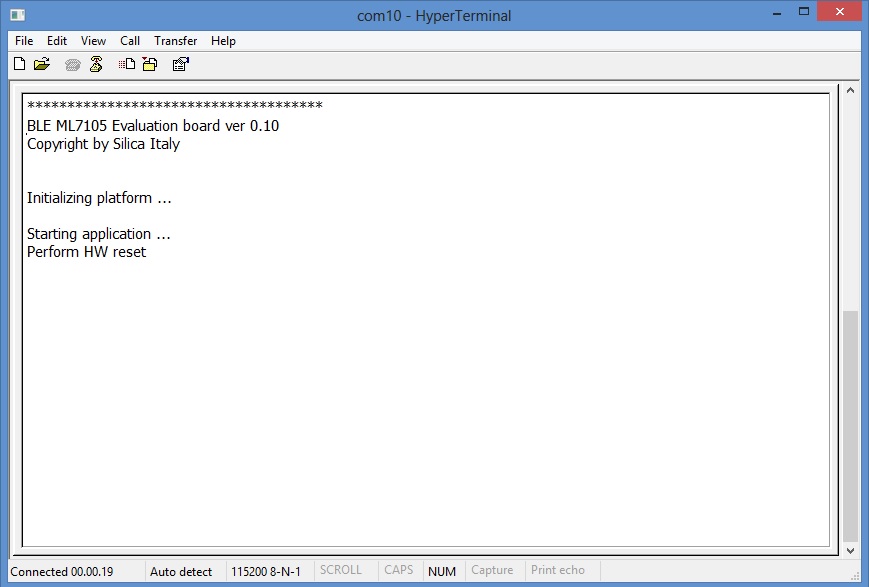 com10 - HyperTerminal
File Edit View Call Transfer Help
*************************************
BLE ML7105 Evaluation board ver 0.10
Copyright by Silica Italy
Initializing platform ...
Starting application ...
Perform HW reset
Connected 00.00.19 Auto detect 115200 8-N-1 SCROLL CAPS NUM Capture Print echo